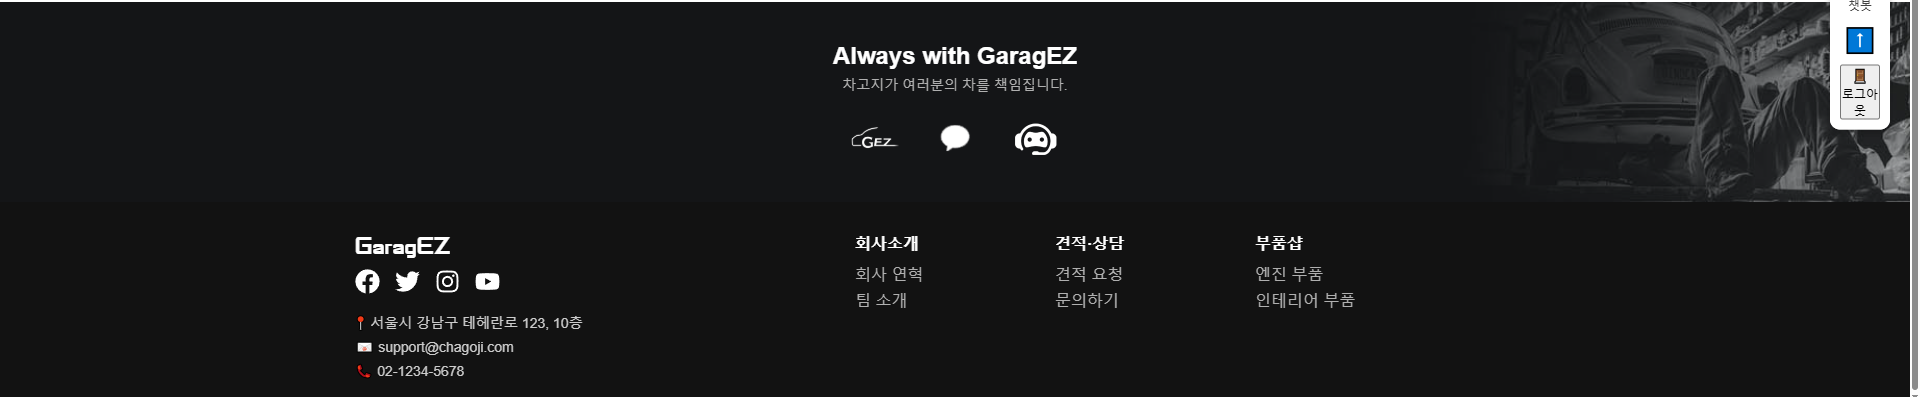 챗봇
↑
로그아
웃
Always with GaragEZ
차고지가 여러분의 차를 책임집니다.
GEZ
GaragEZ
서울시 강남구 테헤란로 123, 10층
support@chagoji.com
02-1234-5678
회사소개
회사 연혁
팀 소개
견적·상담
견적 요청
문의하기
부품샵
엔진 부품
인테리어 부품